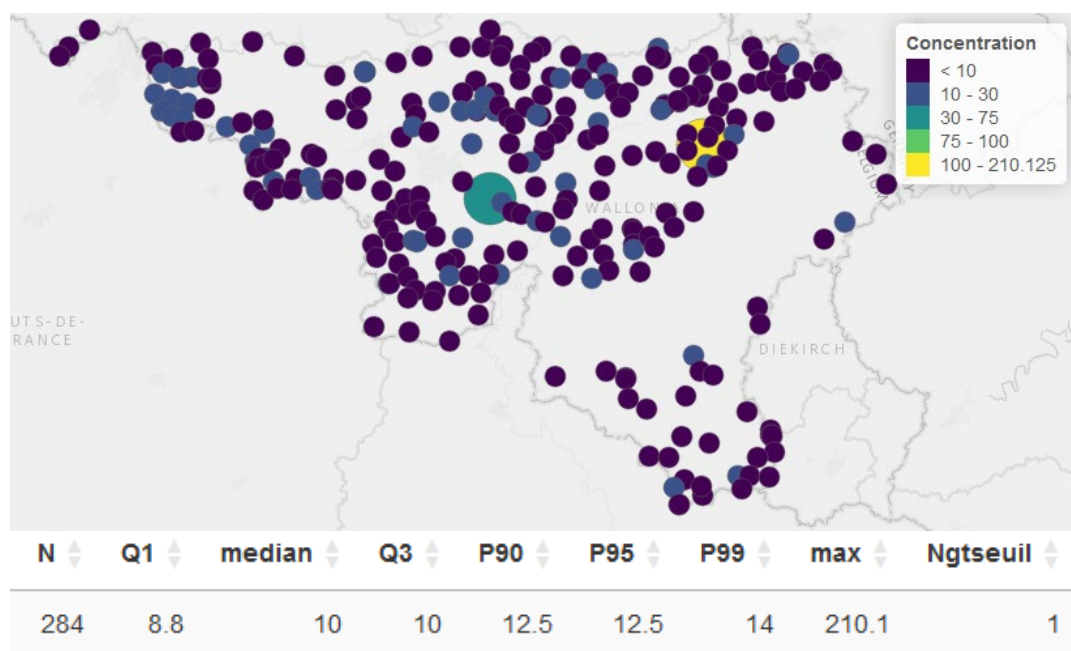 Concentration
< 10
10 - 30
30 - 75
75 - 100
100 - 210.125
BELGIUM
WALLON
UTS-DE-
RANCE
DIEKIRCH
N Q1 median Q3 P90 P95 P99 max Ngtseuil
284 8.8 10 10 12.5 12.5 14 210.1 1